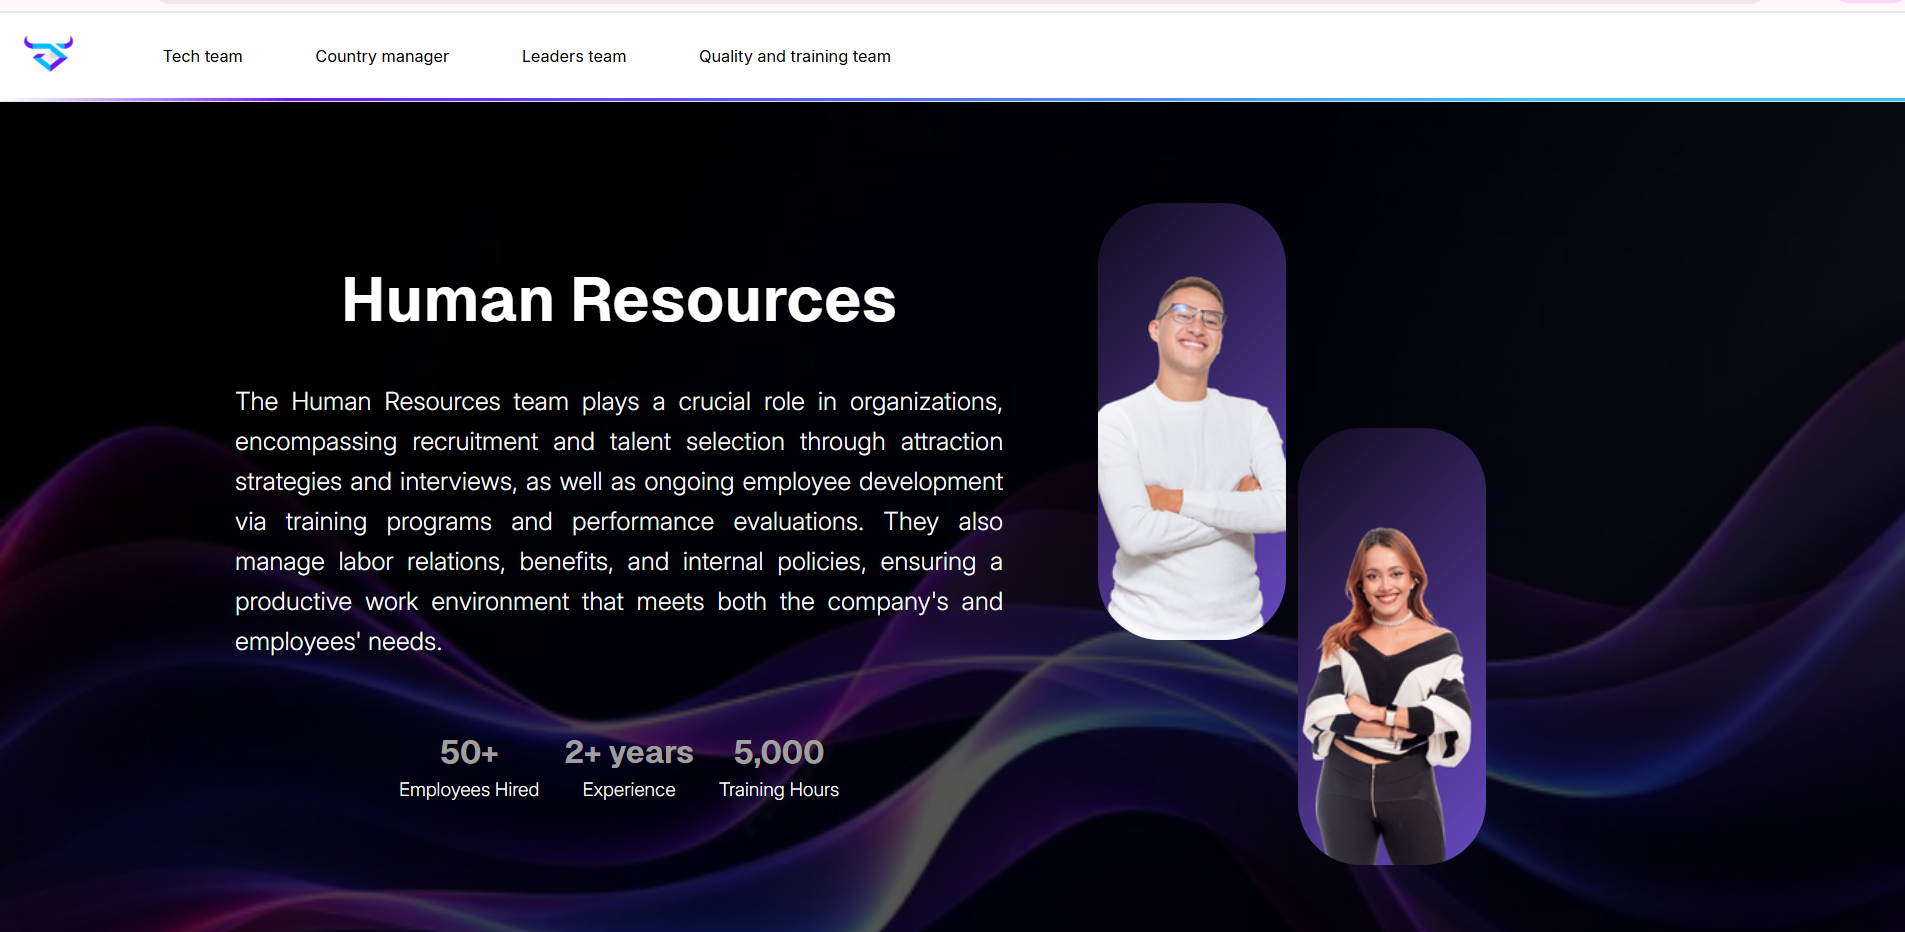 Tech team
Country manager
Leaders team
Quality and training team
Human Resources
The Human Resources team plays a crucial role in organizations,
encompassing recruitment and talent selection through attraction
strategies and interviews, as well as ongoing employee development
via training programs and performance evaluations. They also
manage labor relations, benefits, and internal policies, ensuring a
productive work environment that meets both the company's and
employees' needs.
50+
Employees Hired
2+ years
Experience
5,000
Training Hours